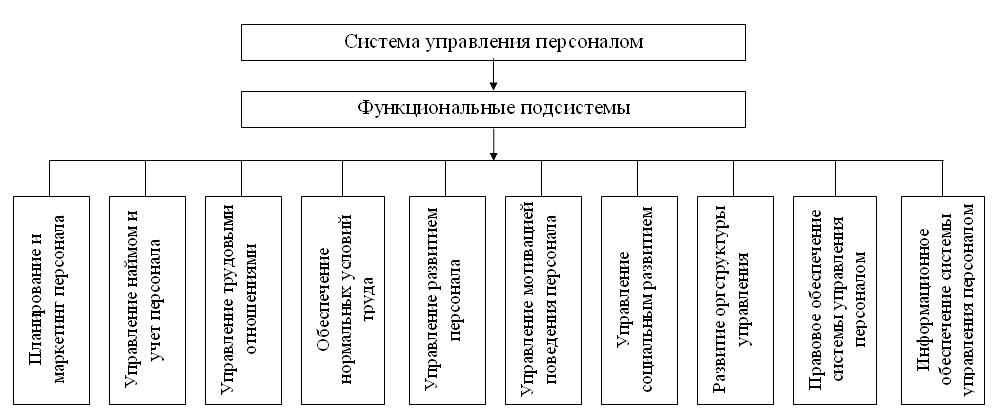 Система управления персоналом
Функциональные подсистемы
Планирование и
маркетинг персонала
Управление наймом и
учет персонала
Управление трудовыми
отношениями
Обеспечение
нормальных условий
труда
Управление развитием
персонала
Управление мотивацией
поведения персонала
Управление
социальным развитием
Развитие оргструктуры
управления
Правовое обеспечение
системы управления
персоналом
Информационное
обеспечение системы
управления персоналом